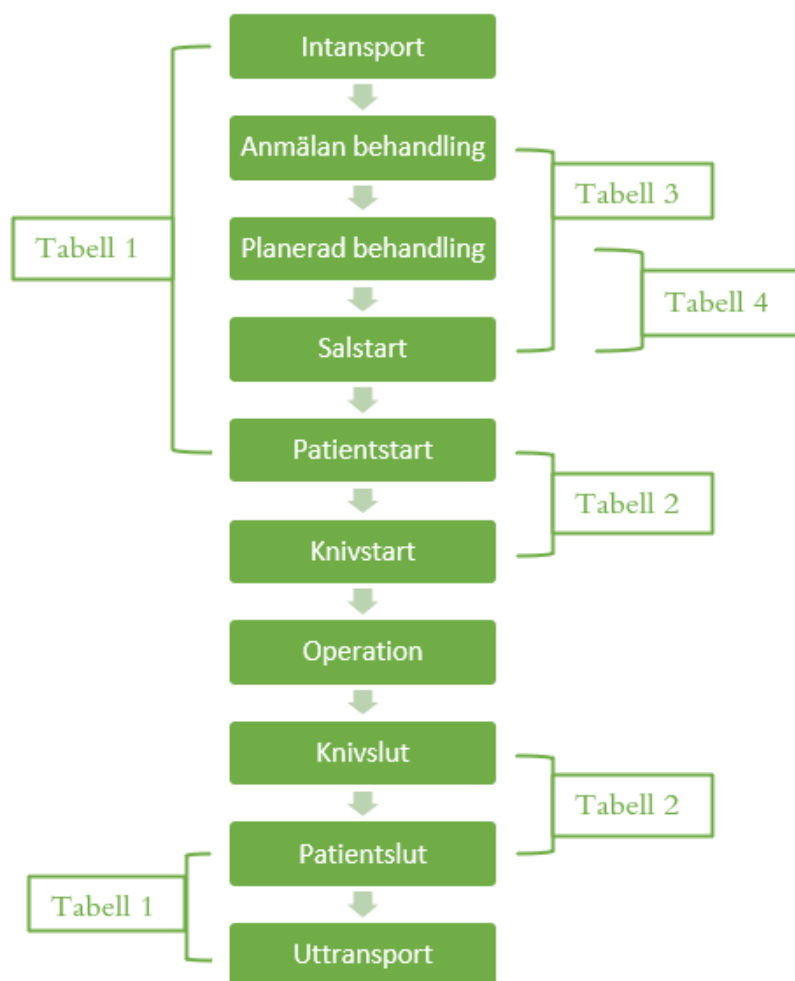 Intansport
Anmälan behandling
Tabell 3
Planerad behandling
Tabell 1
Tabell 4
Salstart
Patientstart
Tabell 2
Knivstart
Operation
Knivslut
Tabell 2
Patientslut
Tabell 1
Uttransport